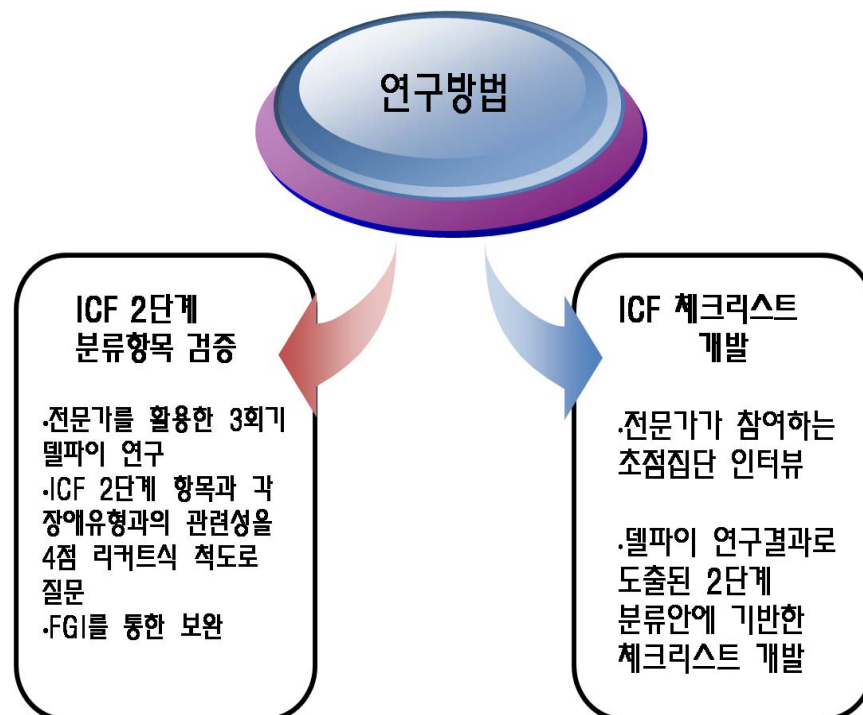 연구방법
ICF 2단계
분류항목 검증
·전문가를 활용한 3회기
델파이 연구
·ICF 2단계 항목과 각
장애유형과의 관련성을
4점 리커트식 척도로
질문
·FGI를 통한 보완
ICF 체크리스트
개발
·전문가가 참여하는
초점집단 인터뷰
·델파이 연구결과로
도출된 2단계
분류안에 기반한
체크리스트 개발